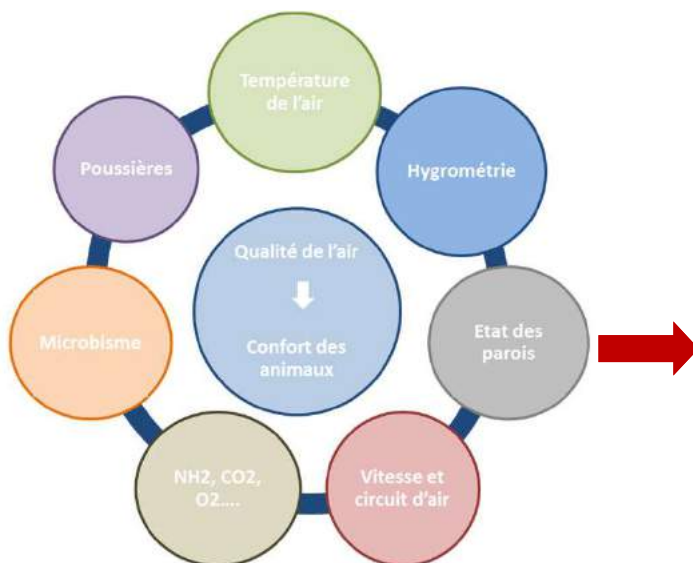 Température
de l'air
Hygrométrie
Poussières
Qualité de l'air
Confort des
animaux
Etat des
parois
Microbisme
Vitesse et
circuit d'air
NH2, CO2,
O2....